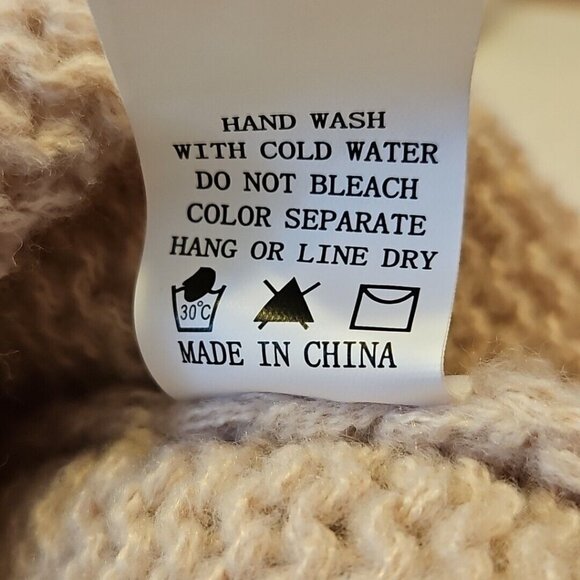 HAND WASH
WITH COLD WATER
DO NOT BLEACH
COLOR SEPARATE
HANG OR LINE DRY
30°C
MADE IN CHINA